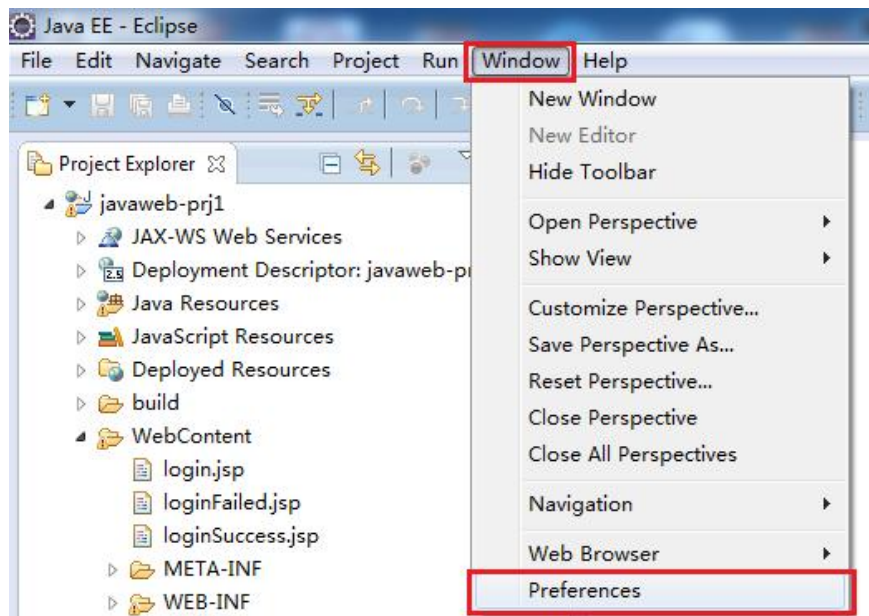 Java EE - Eclipse
File Edit Navigate Search Project Run Window Help
New Window
New Editor
Hide Toolbar
Open Perspective
Show View
Customize Perspective...
Save Perspective As...
Reset Perspective...
Close Perspective
Close All Perspectives
Navigation
Web Browser
Preferences
Project Explorer
javaweb-prj1
JAX-WS Web Services
2.5
Deployment Descriptor: javaweb-pr
Java Resources
JavaScript Resources
Deployed Resources
build
WebContent
login.jsp
loginFailed.jsp
loginSuccess.jsp
META-INF
WEB-INF